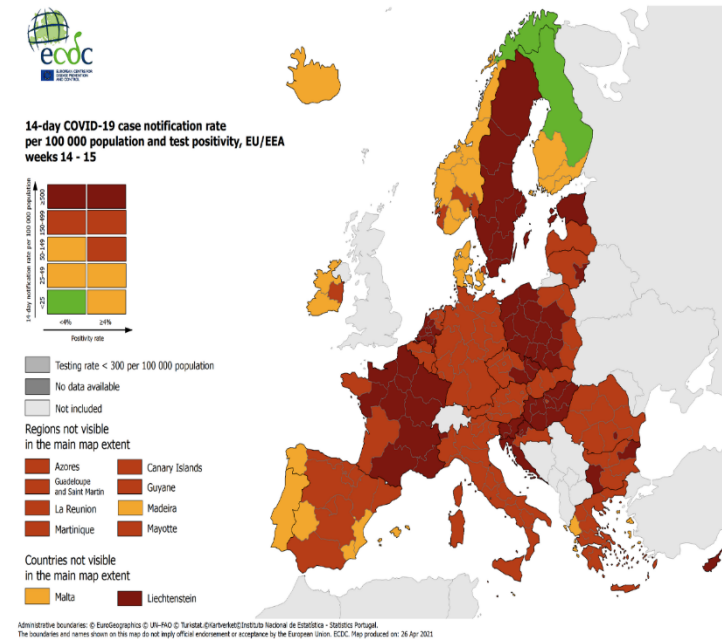 ecdc
EUROPEAN CENTRE FOR
DISEASE PREVENTION
AND CONTROL
14-day COVID-19 case notification rate
per 100 000 population and test positivity, EU/EEA
weeks 14 - 15
14-day notification rate per 100 000 population
≥500
150-499
50-149
25-49
<25
<4%
≥4%
Positivity rate
Testing rate < 300 per 100 000 population
No data available
Not included
Regions not visible
in the main map extent
Azores
Canary Islands
Guadeloupe
and Saint Martin
Guyane
La Reunion
Madeira
Martinique
Mayotte
Countries not visible
in the main map extent
Malta
Liechtenstein
Administrative boundaries: © EuroGeographics © UN-FAO © Turkstat.©Kartverket©Instituto Nacional de Estatística - Statistics Portugal.
The boundaries and names shown on this map do not imply official endorsement or acceptance by the European Union. ECDC. Map produced on: 26 Apr 2021